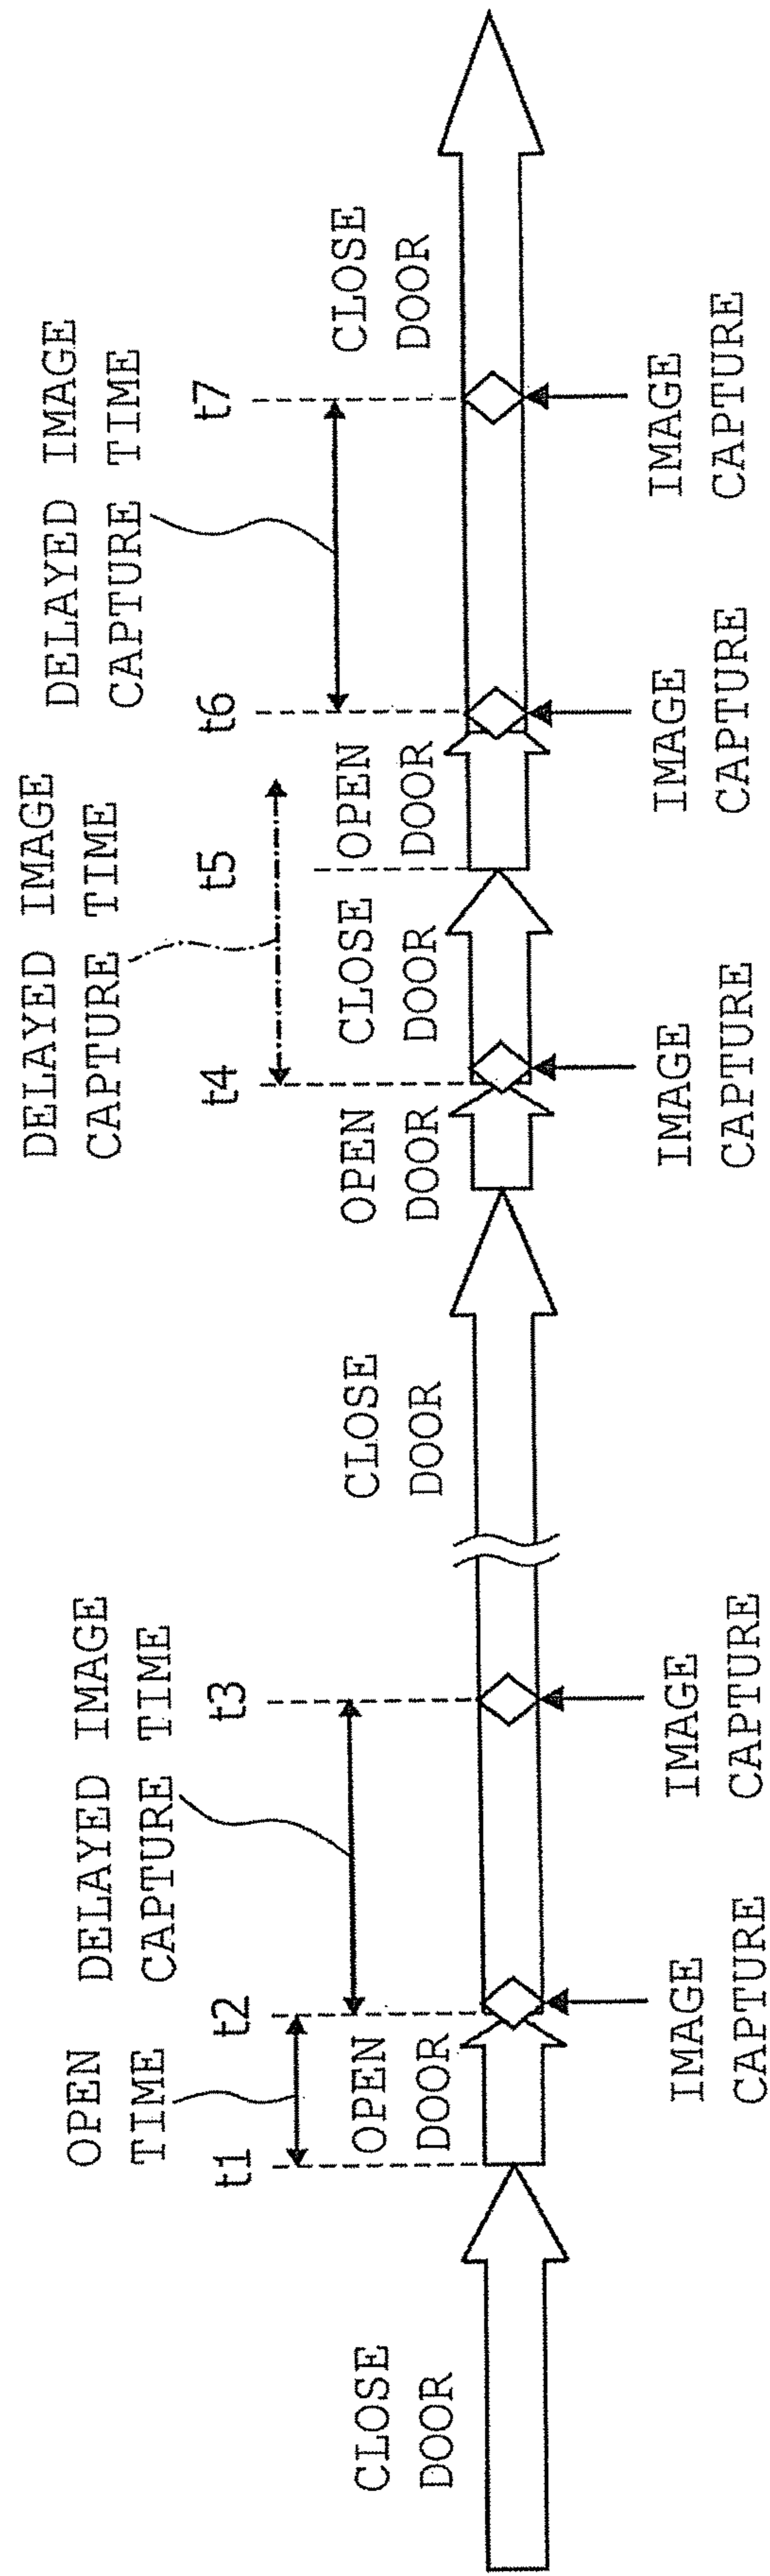 OPEN
TIME
DELAYED IMAGE
CAPTURE TIME
DELAYED IMAGE
CAPTURE TIME
DELAYED IMAGE
CAPTURE TIME
t1
t2
t3
t4
t5
t6
t7
CLOSE
DOOR
OPEN
DOOR
CLOSE
DOOR
OPEN
DOOR
CLOSE
DOOR
OPEN
DOOR
CLOSE
DOOR
IMAGE
CAPTURE
IMAGE
CAPTURE
IMAGE
CAPTURE
IMAGE
CAPTURE
IMAGE
CAPTURE